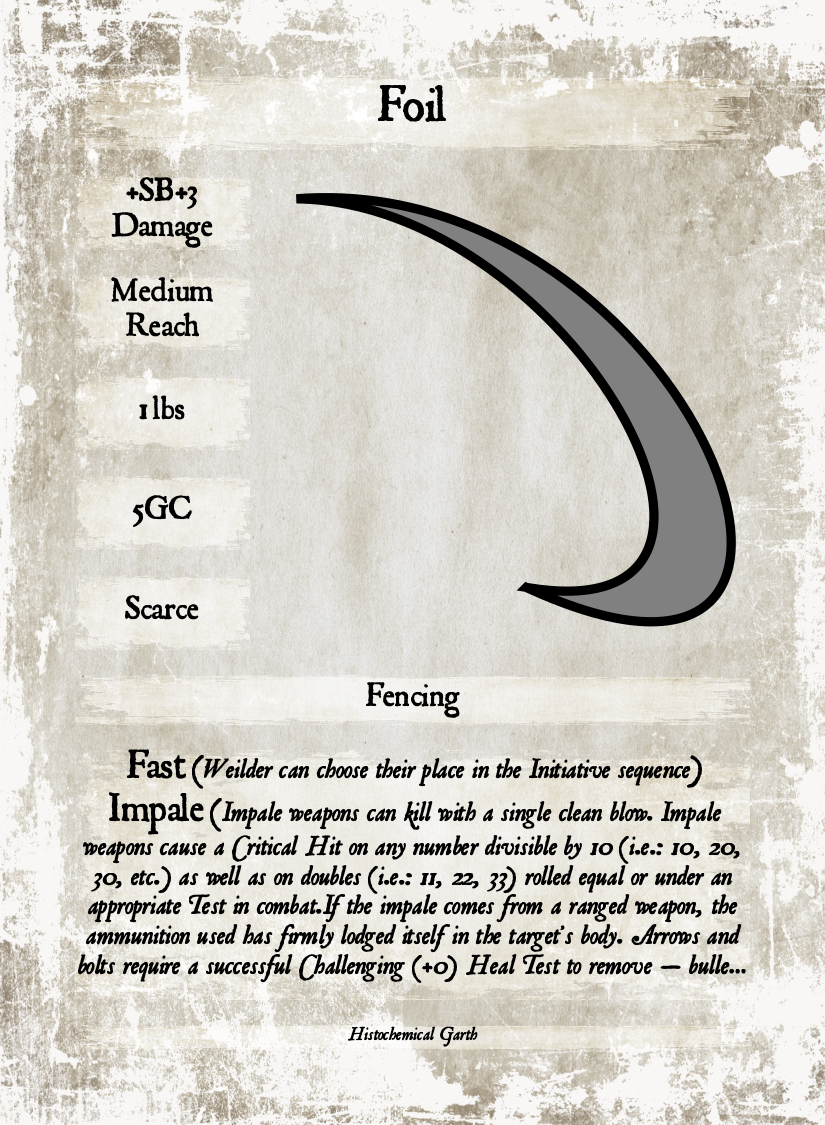 Foil
+SB+3
Damage
Medium
Reach
1 lbs
5GC
Scarce
Fencing
Fast (Weilder can choose their place in the Initiative sequence)
Impale (Impale weapons can kill with a single clean blow. Impale
weapons cause a Critical Hit on any number divisible by 10 (i.e.: 10, 20,
30, etc.) as well as on doubles (i.e.: 11, 22, 33) rolled equal or under an
appropriate Test in combat.If the impale comes from a ranged weapon, the
ammunition used has firmly lodged itself in the target's body. Arrows and
bolts require a successful Challenging (+0) Heal Test to remove — bulle...
Histochemical Garth